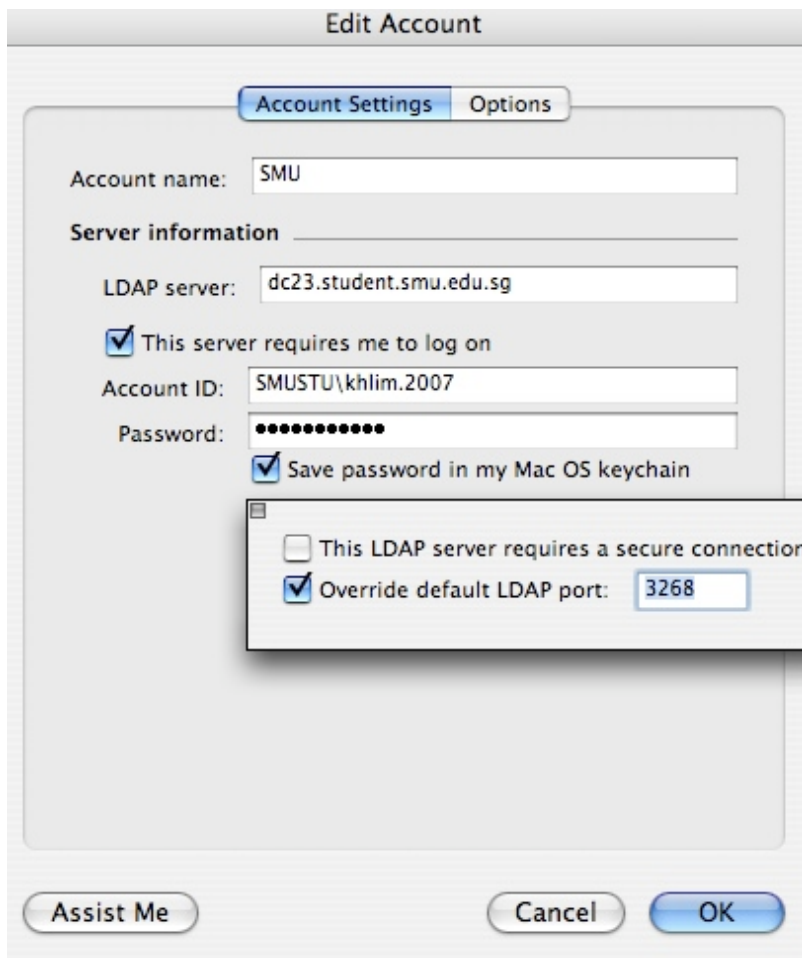 Edit Account
Account Settings Options
Account name: SMU
Server information
LDAP server: dc23.student.smu.edu.sg
This server requires me to log on
Account ID: SMUSTU\khlim.2007
Password: •••••••••••
Save password in my Mac OS keychain
This LDAP server requires a secure connection
Override default LDAP port: 3268
Assist Me Cancel OK